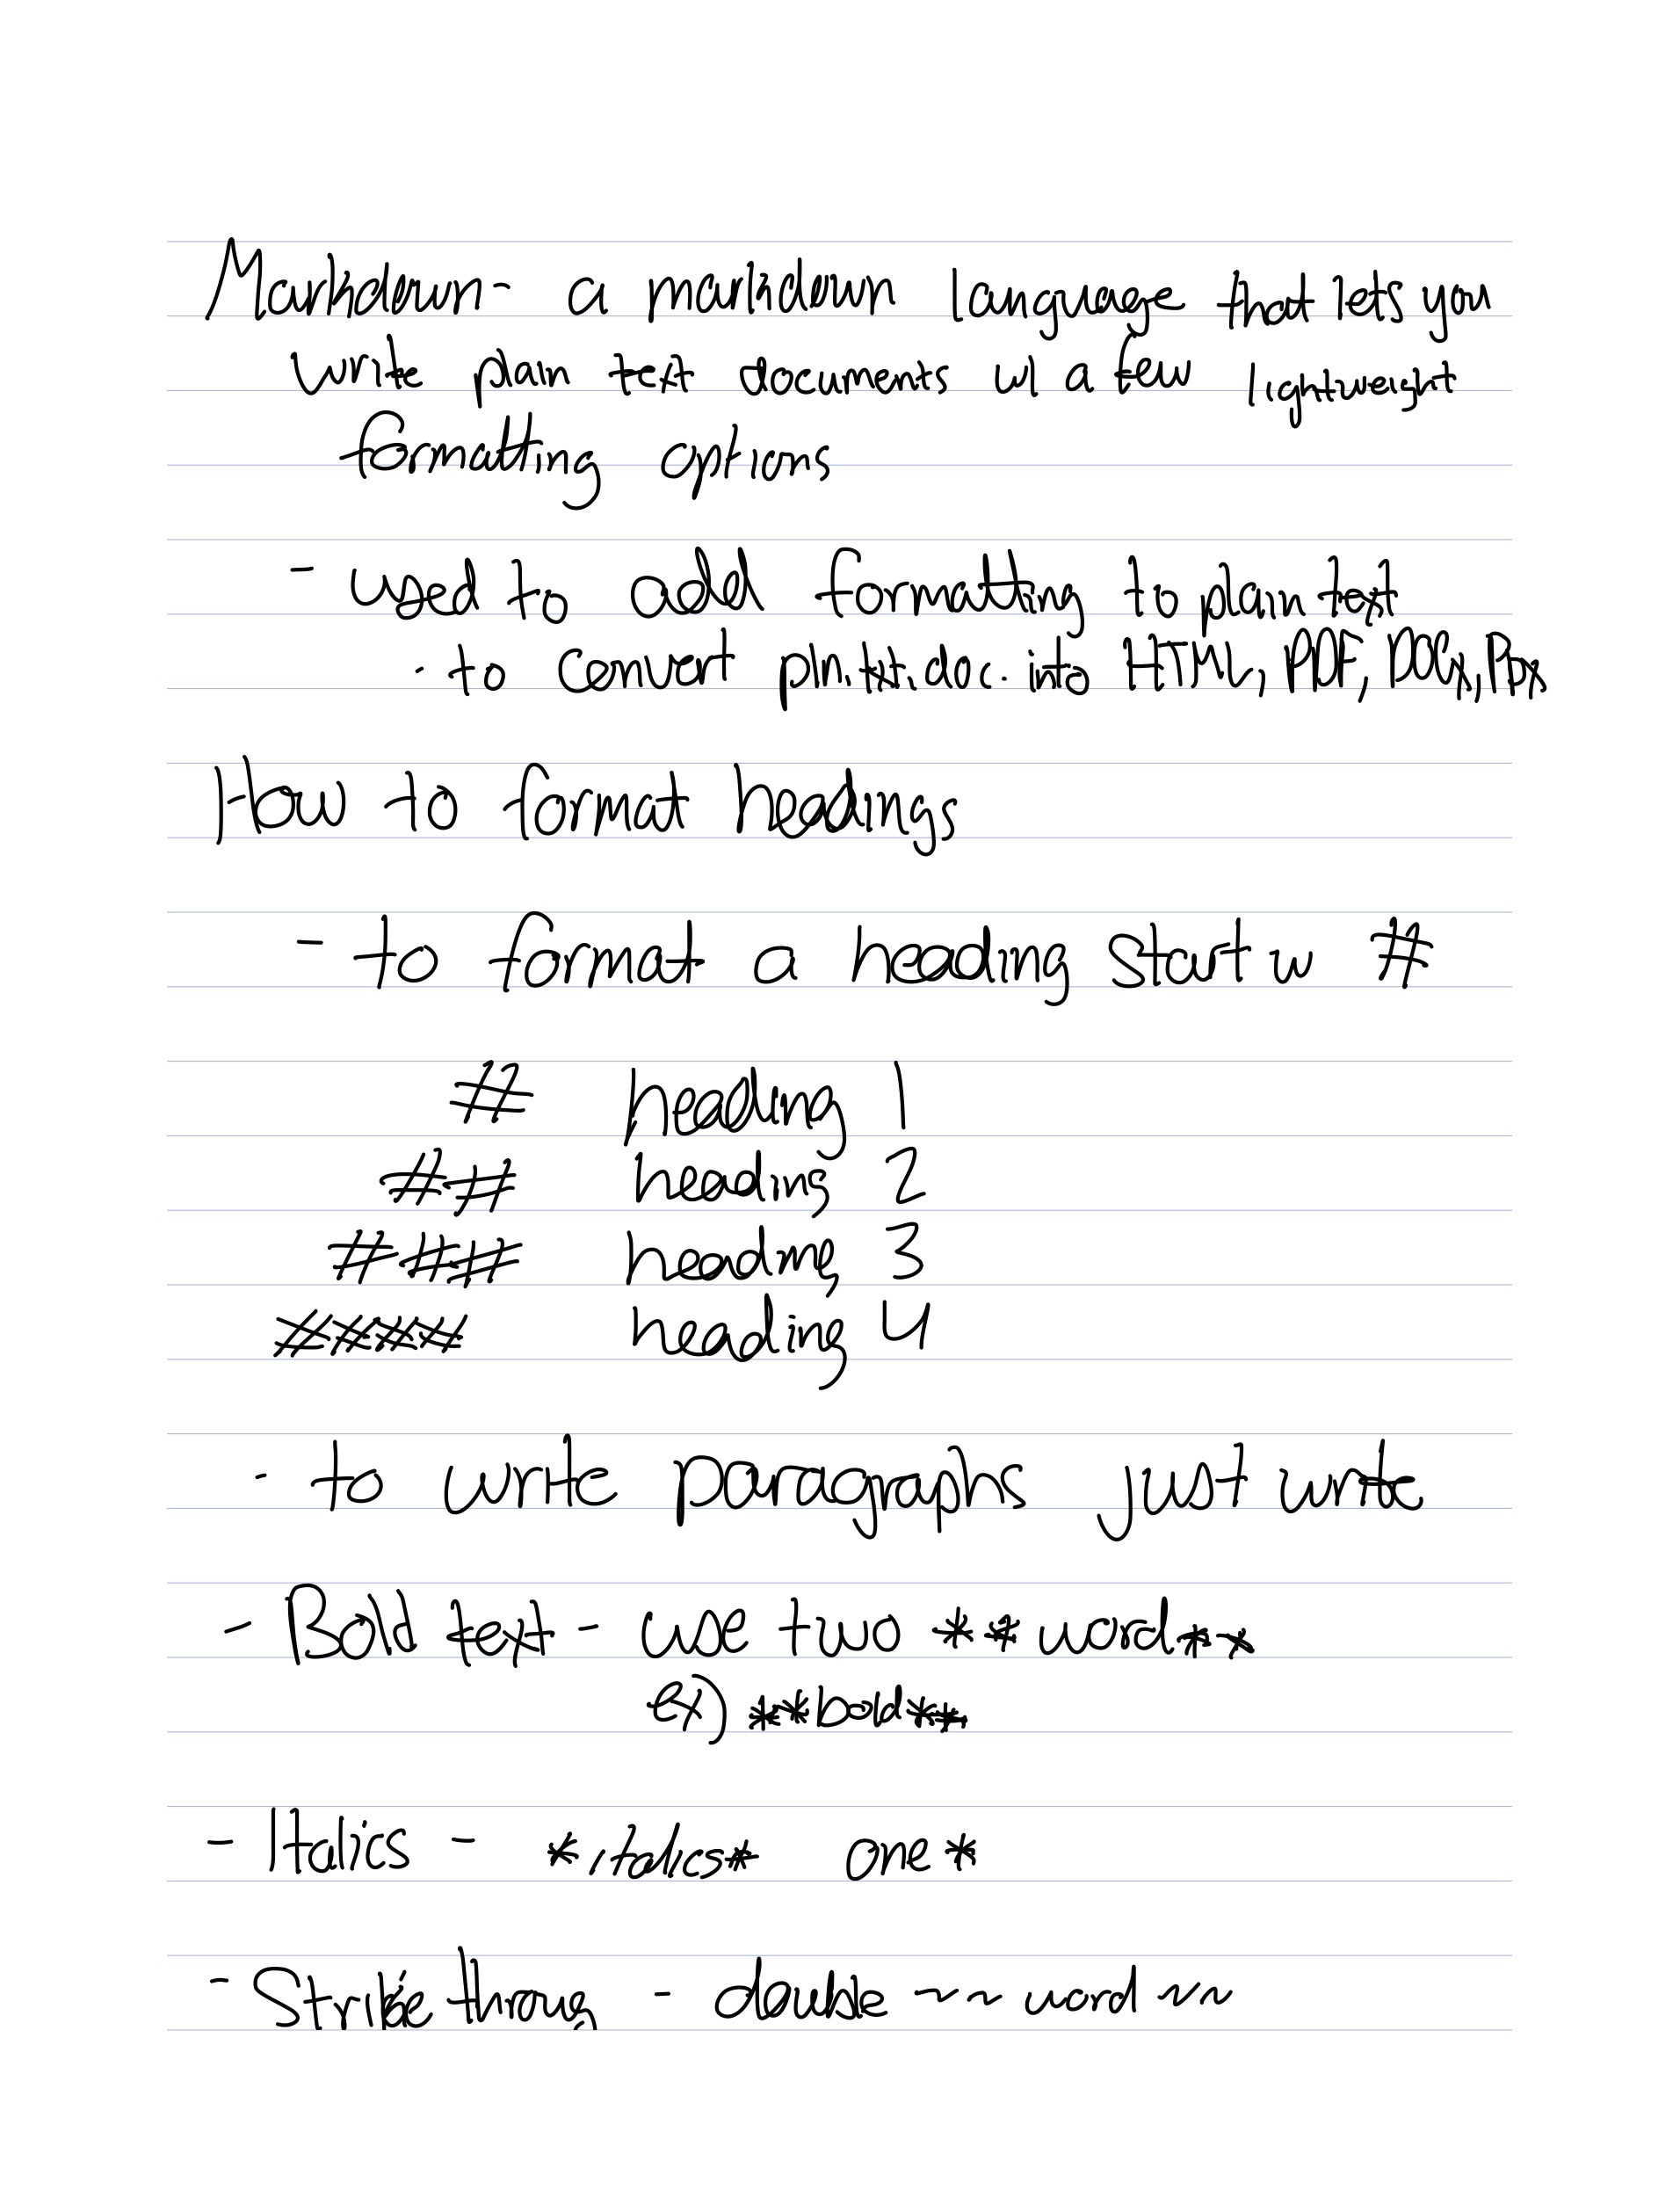 Markdown - a markdown language that lets you
write plain text documents w/ a few lightweight
formatting options
- used to add formatting to plain text
- to convert pln. txt. doc. into HTML, PDF, DOCx, PPtx
How to format headings
- to format a heading start w #
# heading 1
## heading 2
### heading 3
#### heading 4
- to write paragraphs just write
- Bold text - use two ** word**
ex) **bold**
- Italics - *italics* one *
- Strike throug - double ~~ word ~~